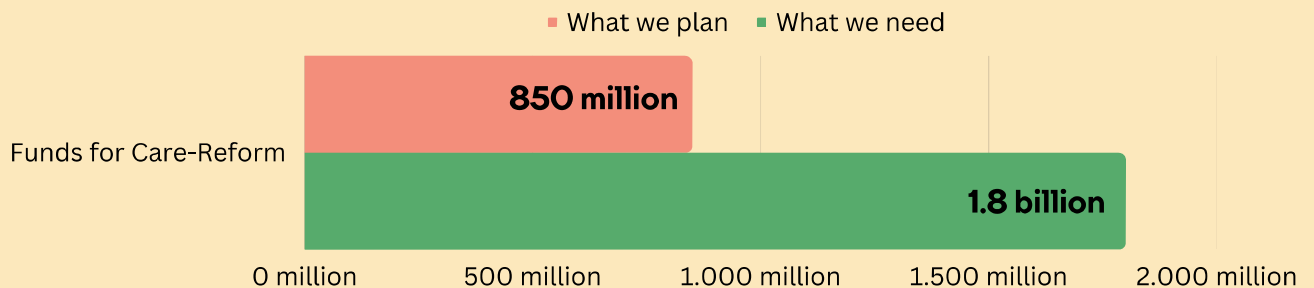 What we plan What we need
850 million
Funds for Care-Reform
1.8 billion
0 million 500 million 1.000 million 1.500 million 2.000 million